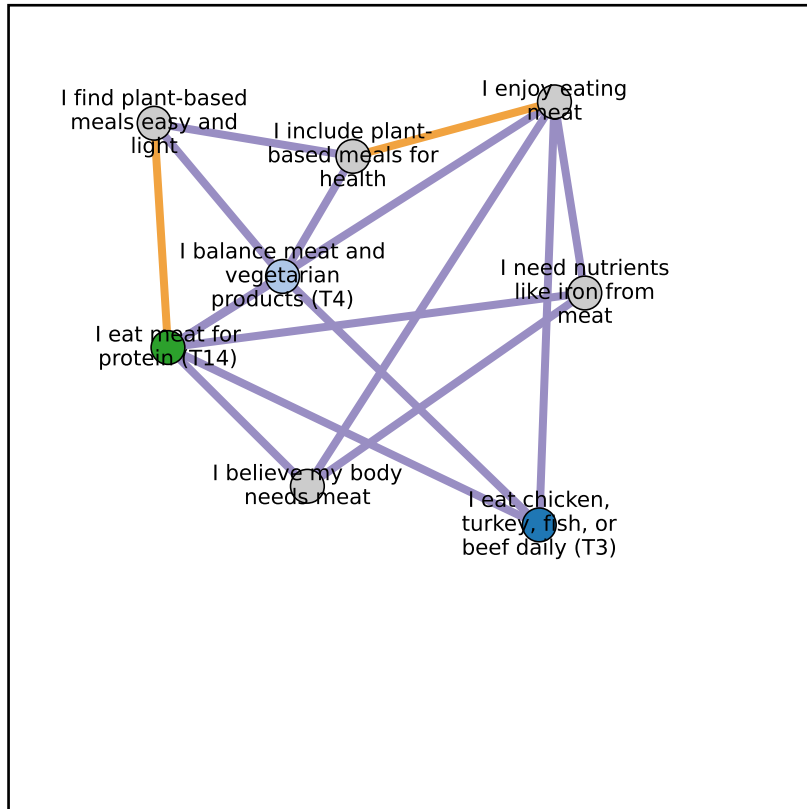 I find plant-based
meals easy and
light
I include plant-
based meals for
health
I enjoy eating
meat
I balance meat and
vegetarian
products (T4)
I need nutrients
like iron from
meat
I eat meat for
protein (T14)
I believe my body
needs meat
I eat chicken,
turkey, fish, or
beef daily (T3)